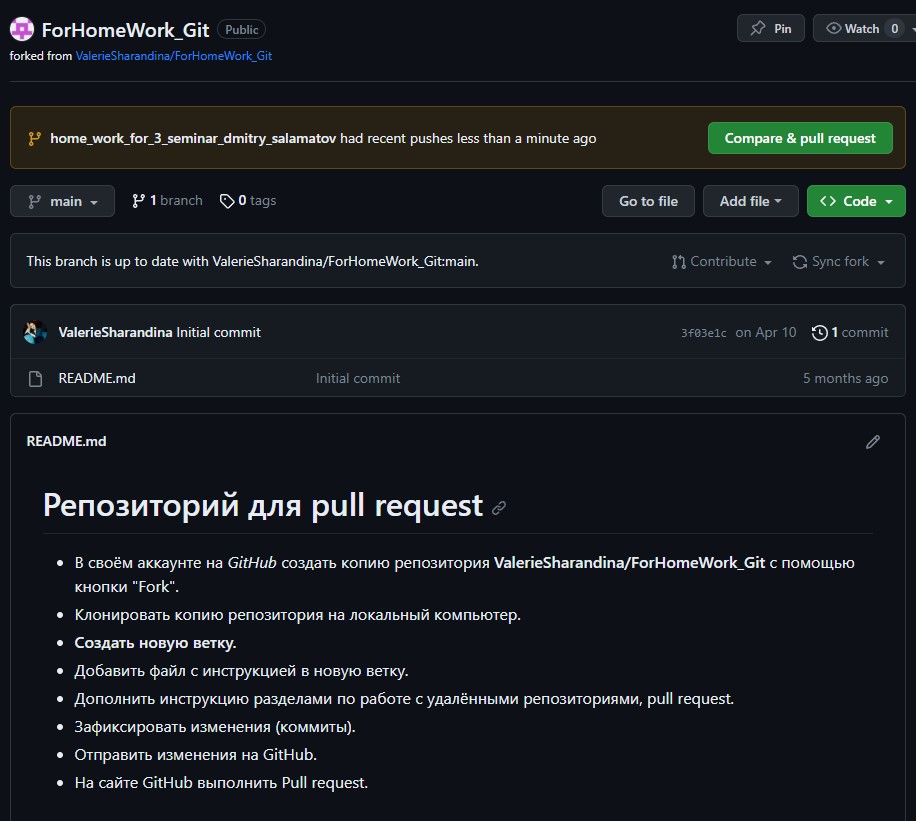 ForHomeWork_Git Public Pin Watch 0
forked from ValerieSharandina/ForHomeWork_Git
home_work_for_3_seminar_dmitry_salamatov had recent pushes less than a minute ago Compare & pull request
main 1 branch 0 tags Go to file Add file Code
This branch is up to date with ValerieSharandina/ForHomeWork_Git:main. Contribute Sync fork
ValerieSharandina Initial commit 3f03e1c on Apr 10 1 commit
README.md Initial commit 5 months ago
README.md
Репозиторий для pull request
В своём аккаунте на GitHub создать копию репозитория ValerieSharandina/ForHomeWork_Git с помощью
кнопки "Fork".
Клонировать копию репозитория на локальный компьютер.
Создать новую ветку.
Добавить файл с инструкцией в новую ветку.
Дополнить инструкцию разделами по работе с удалёнными репозиториями, pull request.
Зафиксировать изменения (коммиты).
Отправить изменения на GitHub.
На сайте GitHub выполнить Pull request.